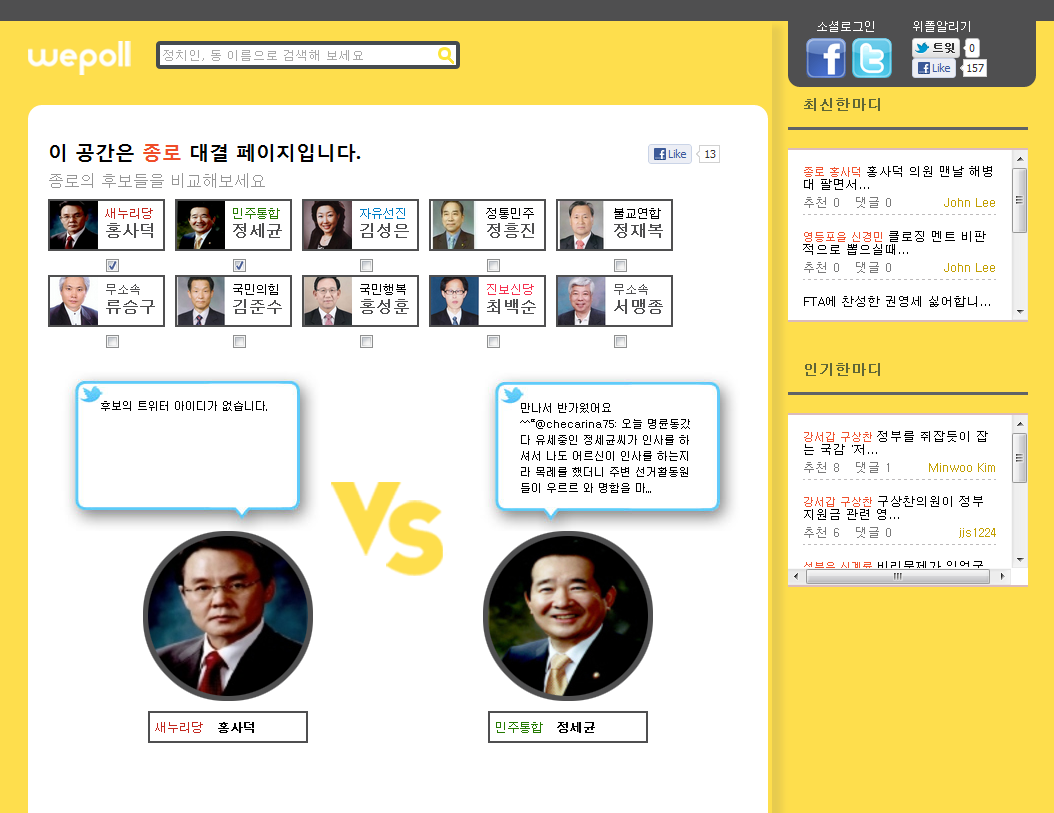 소셜로그인
위폴알리기
wepoll
정치인, 동 이름으로 검색해 보세요
트윗 0
Like 157
이 공간은 종로 대결 페이지입니다.
Like 13
종로의 후보들을 비교해보세요
새누리당 홍사덕
민주통합 정세균
자유선진 김성은
정통민주 정흥진
불교연합 정재복
무소속 류승구
국민의힘 김준수
국민행복 홍성훈
진보신당 최백순
무소속 서맹종
후보의 트위터 아이디가 없습니다.
만나서 반가웠어요
^^"@checarina75: 오늘 명륜동갔
다 유세중인 정세균씨가 인사를 하
셔서 나도 어르신이 인사를 하는지
라 목례를 했더니 주변 선거활동원
들이 우르르 와 명함을 마...
VS
새누리당 홍사덕
민주통합 정세균
최신한마디
종로 홍사덕 홍사덕 의원 맨날 해병
대 팔면서...
추천 0 댓글 0 John Lee
영등포을 신경민 클로징 멘트 비판
적으로 뽑으실때...
추천 0 댓글 0 John Lee
FTA에 찬성한 권영세 싫어합니...
인기한마디
강서갑 구상찬 정부를 쥐잡듯이 잡
는 국감 '저...
추천 8 댓글 1 Minwoo Kim
강서갑 구상찬 구상찬의원이 정부
지원금 관련 영...
추천 6 댓글 0 jis1224